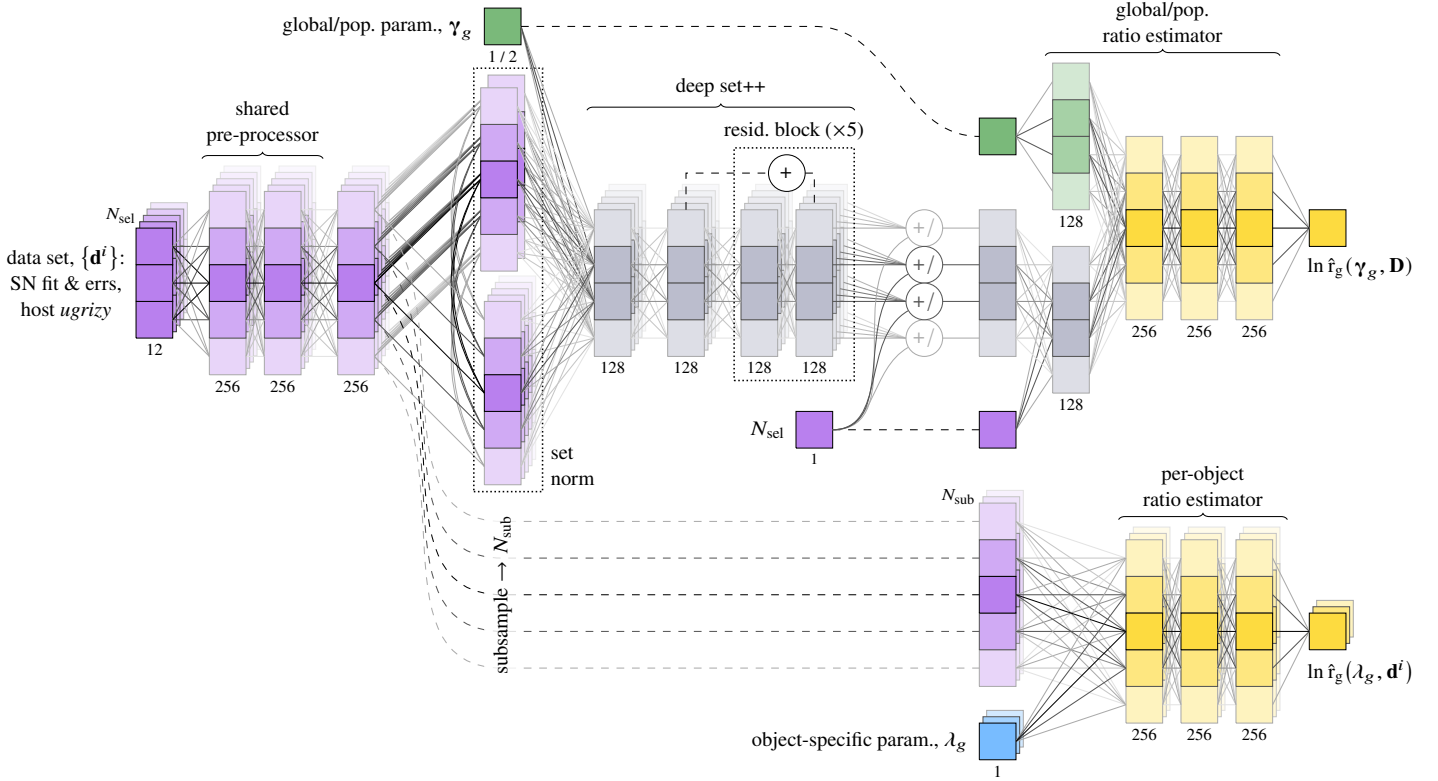 global/pop. param., γ_g
1 / 2
global/pop.
ratio estimator
deep set++
shared
pre-processor
resid. block (×5)
+
N_sel
data set, {d^i}:
SN fit & errs,
host ugrizy
12
256
256
256
128
128
128
128
+/
+/
+/
+/
128
128
256
256
256
ln r̂_g(γ_g, D)
N_sel
1
set
norm
subsample → N_sub
N_sub
per-object
ratio estimator
256
256
256
ln r̂_g(λ_g, d^i)
object-specific param., λ_g
1